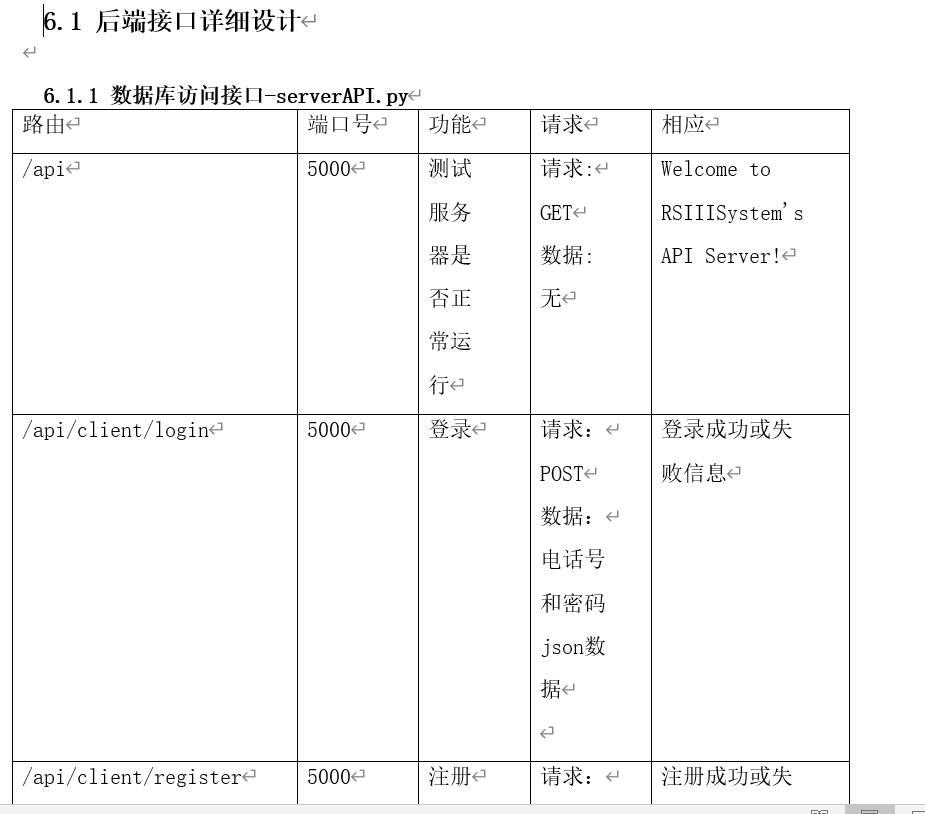 6.1 后端接口详细设计
6.1.1 数据库访问接口-serverAPI.py
路由 端口号 功能 请求 相应
/api 5000 测试 请求: Welcome to
服务 GET RSIIISystem's
器是 数据: API Server!
否正 无
常运
行
/api/client/login 5000 登录 请求: 登录成功或失
POST 败信息
数据:
电话号
和密码
json数
据
/api/client/register 5000 注册 请求: 注册成功或失